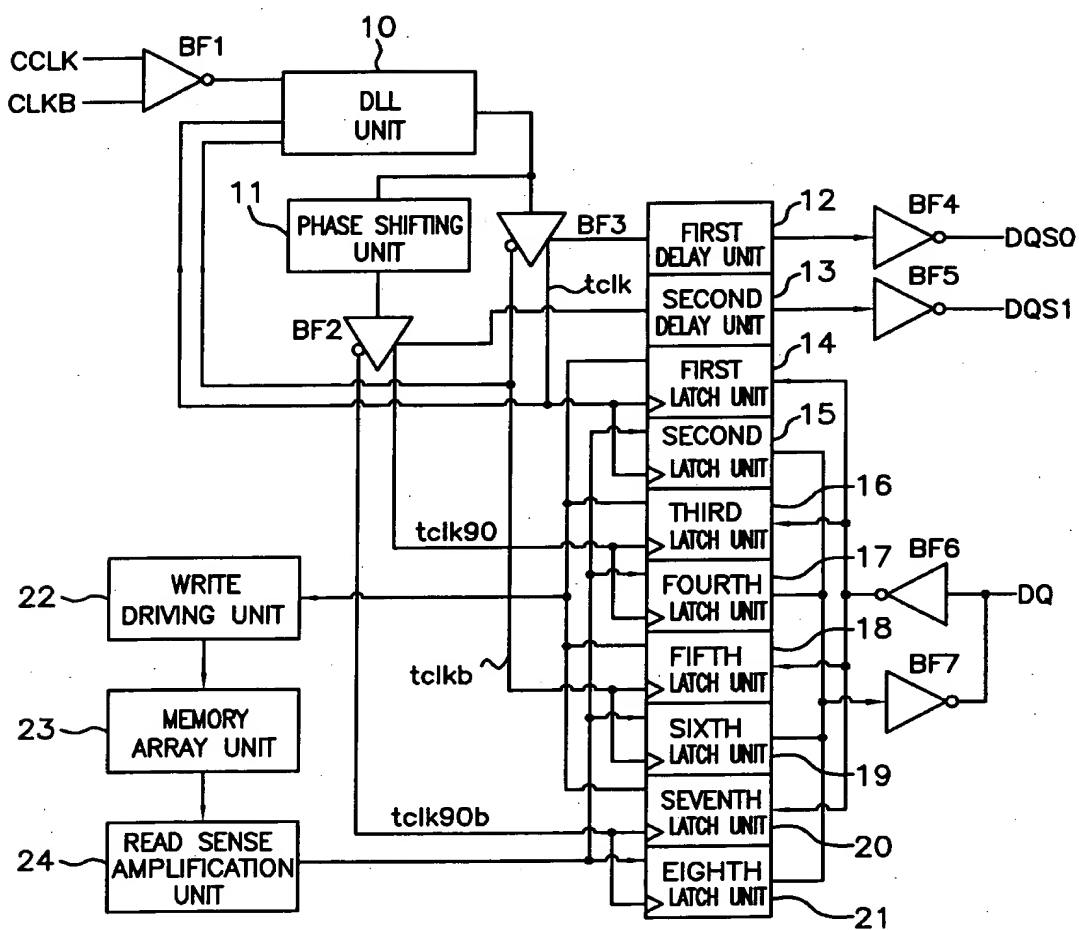 10
BF1
CCLK
CLKB
DLL
UNIT
11
PHASE SHIFTING
UNIT
BF3
tclk
BF2
12
FIRST
DELAY UNIT
BF4
DQS0
13
SECOND
DELAY UNIT
BF5
DQS1
14
FIRST
LATCH UNIT
15
SECOND
LATCH UNIT
16
THIRD
LATCH UNIT
tclk90
17
FOURTH
LATCH UNIT
BF6
DQ
22
WRITE
DRIVING UNIT
18
FIFTH
LATCH UNIT
tclkb
BF7
23
MEMORY
ARRAY UNIT
SIXTH
LATCH UNIT
19
SEVENTH
LATCH UNIT
20
tclk90b
24
READ SENSE
AMPLIFICATION
UNIT
EIGHTH
LATCH UNIT
21